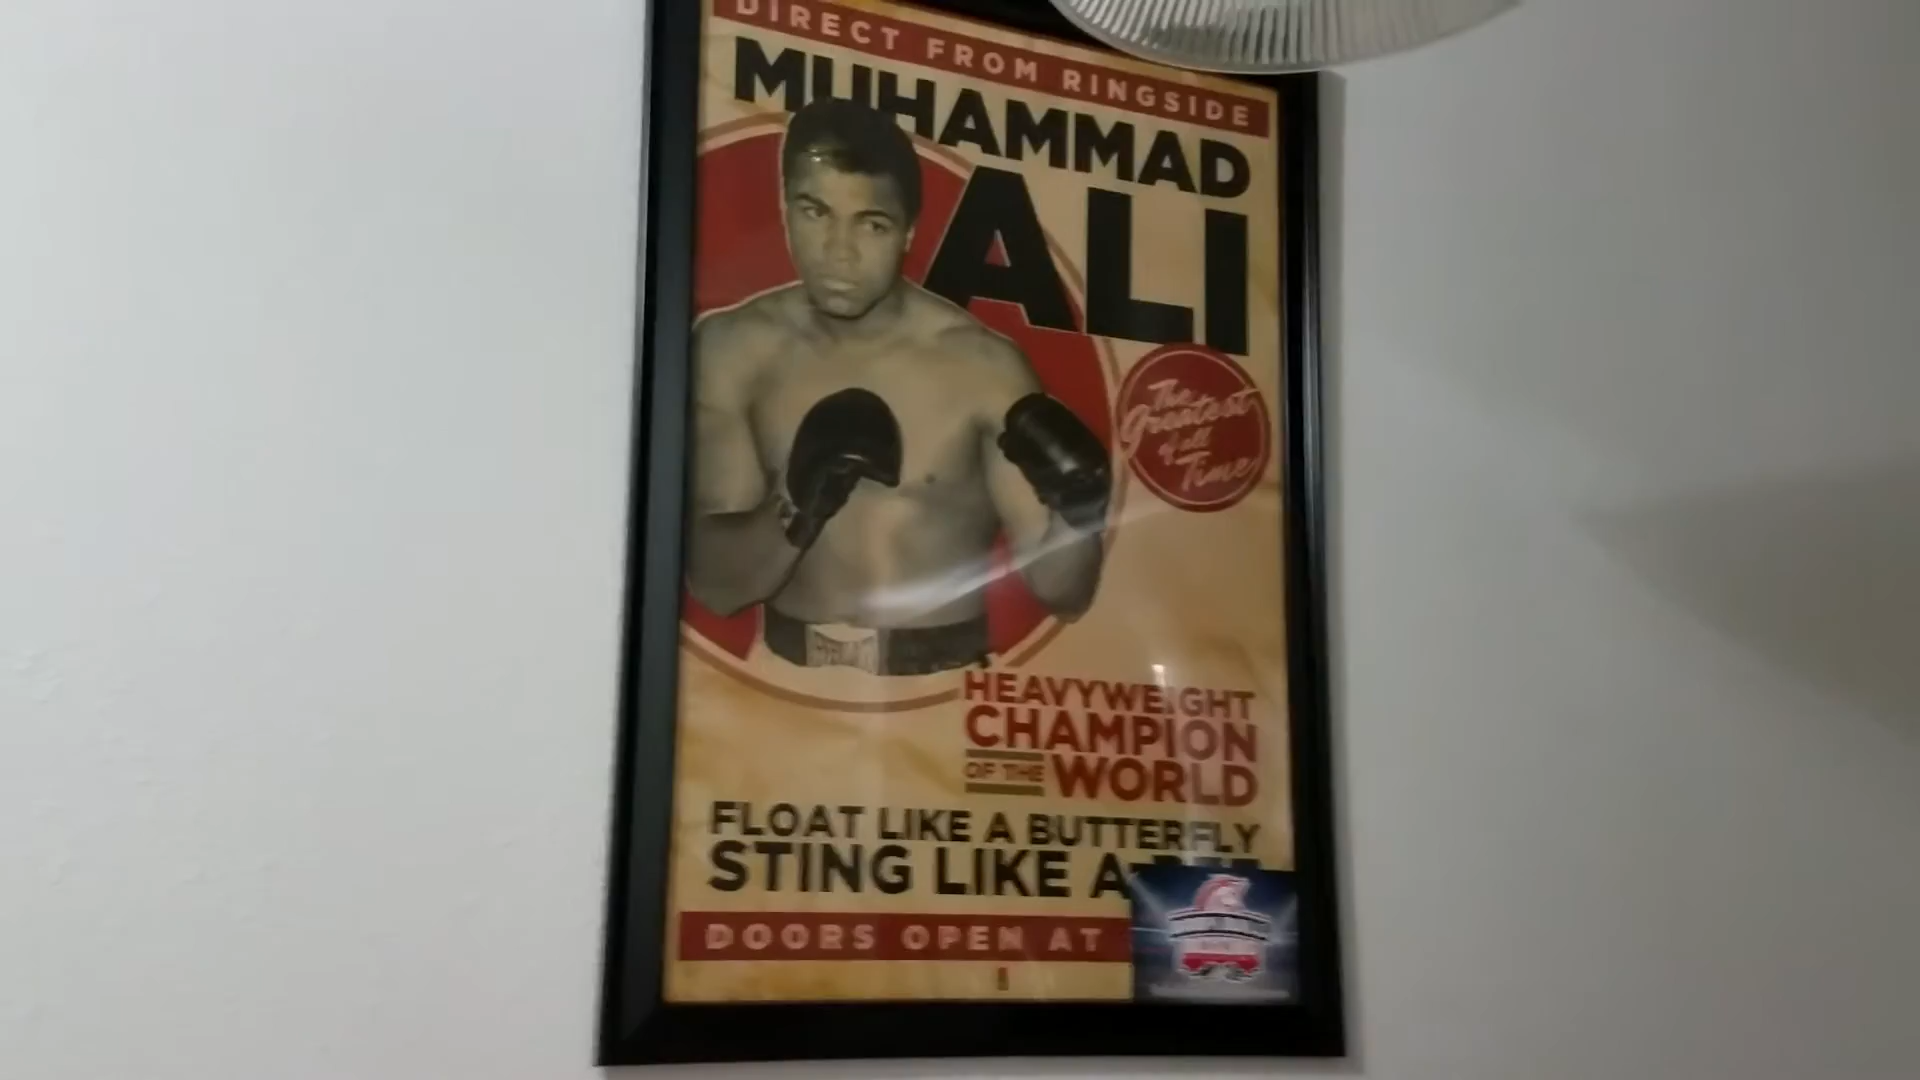 DIRECT FROM RINGSIDE
MUHAMMAD
ALI
The
Greatest
of all
Time
HEAVYWEIGHT
CHAMPION
OF THE WORLD
FLOAT LIKE A BUTTERFLY
STING LIKE A
DOORS OPEN AT